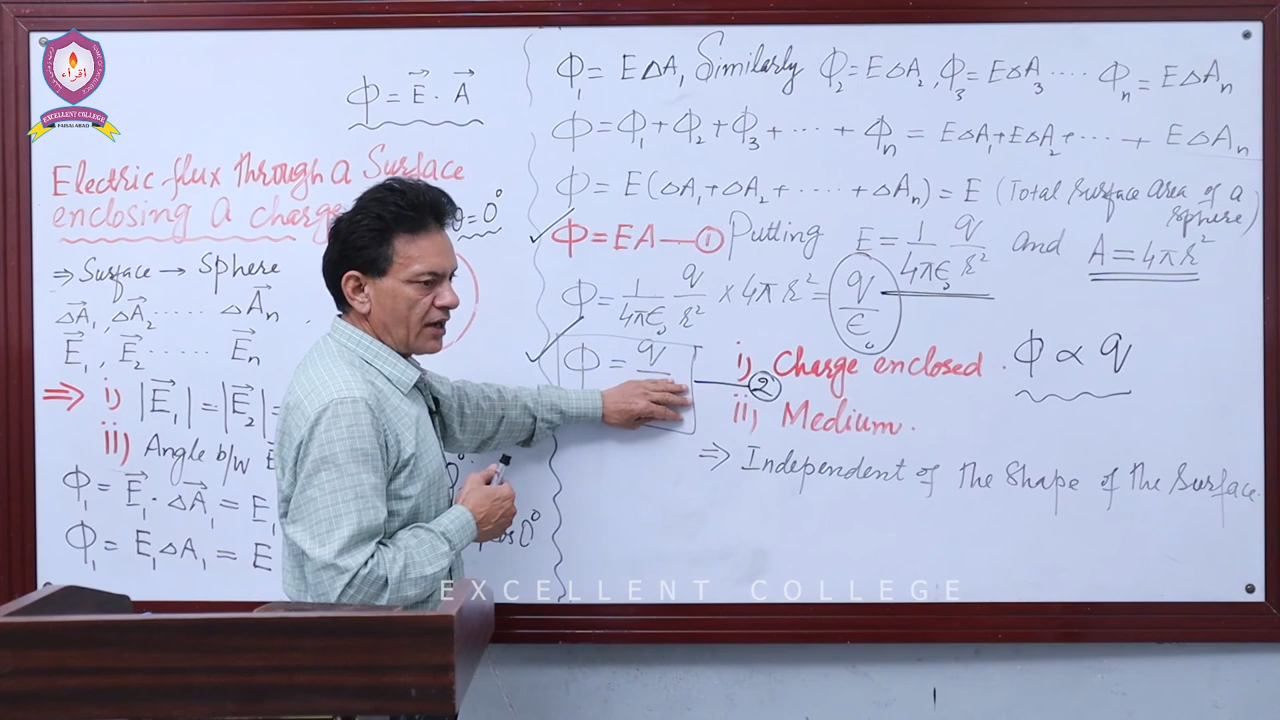 اقرأ
EXCELLENT COLLEGE
FAISALABAD
Φ = E⃗ · A⃗
Electric flux through a Surface
enclosing a charge
θ = 0°
⇒ Surface → Sphere
ΔA⃗₁, ΔA⃗₂ ...... ΔA⃗n
E⃗₁, E⃗₂ ...... E⃗n
⇒ i) |E⃗₁| = |E⃗₂| =
ii) Angle b/w E⃗
Φ₁ = E⃗₁ · ΔA⃗₁ = E₁
Φ₁ = E₁ΔA₁ = E
Φ₁ = EΔA₁ Similarly Φ₂ = EΔA₂, Φ₃ = EΔA₃ ..... Φn = EΔAn
Φ = Φ₁ + Φ₂ + Φ₃ + ... + Φn = EΔA₁ + EΔA₂ + .... + EΔAn
Φ = E(ΔA₁ + ΔA₂ + ...... + ΔAn) = E (Total Surface Area of a Sphere)
Φ = EA — ① Putting E = 1/4πϵ₀ q/r² and A = 4πr²
Φ = 1/4πϵ₀ q/r² × 4πr² = q/ϵ₀
Φ = q — ②
i) Charge enclosed. Φ ∝ q
ii) Medium.
⇒ Independent of the Shape of the Surface.
EXCELLENT COLLEGE